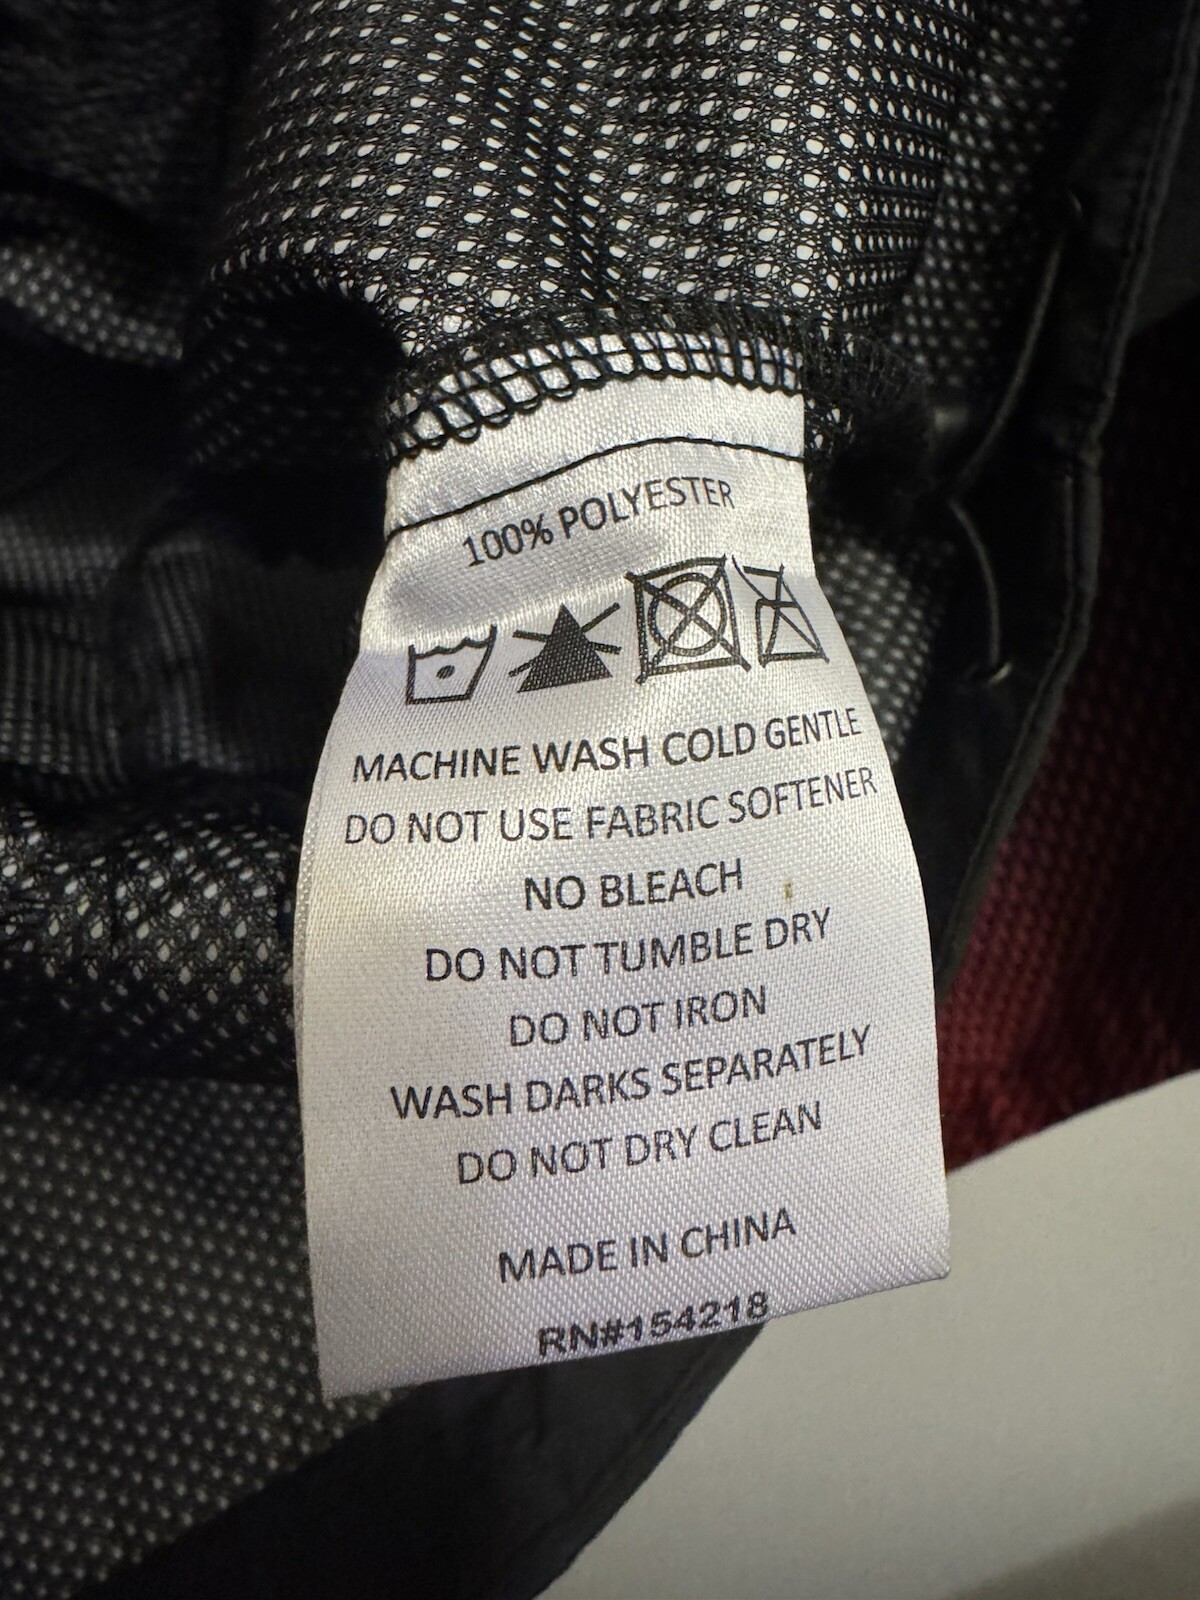 100% POLYESTER
MACHINE WASH COLD GENTLE
DO NOT USE FABRIC SOFTENER
NO BLEACH
DO NOT TUMBLE DRY
DO NOT IRON
WASH DARKS SEPARATELY
DO NOT DRY CLEAN
MADE IN CHINA
RN#154218